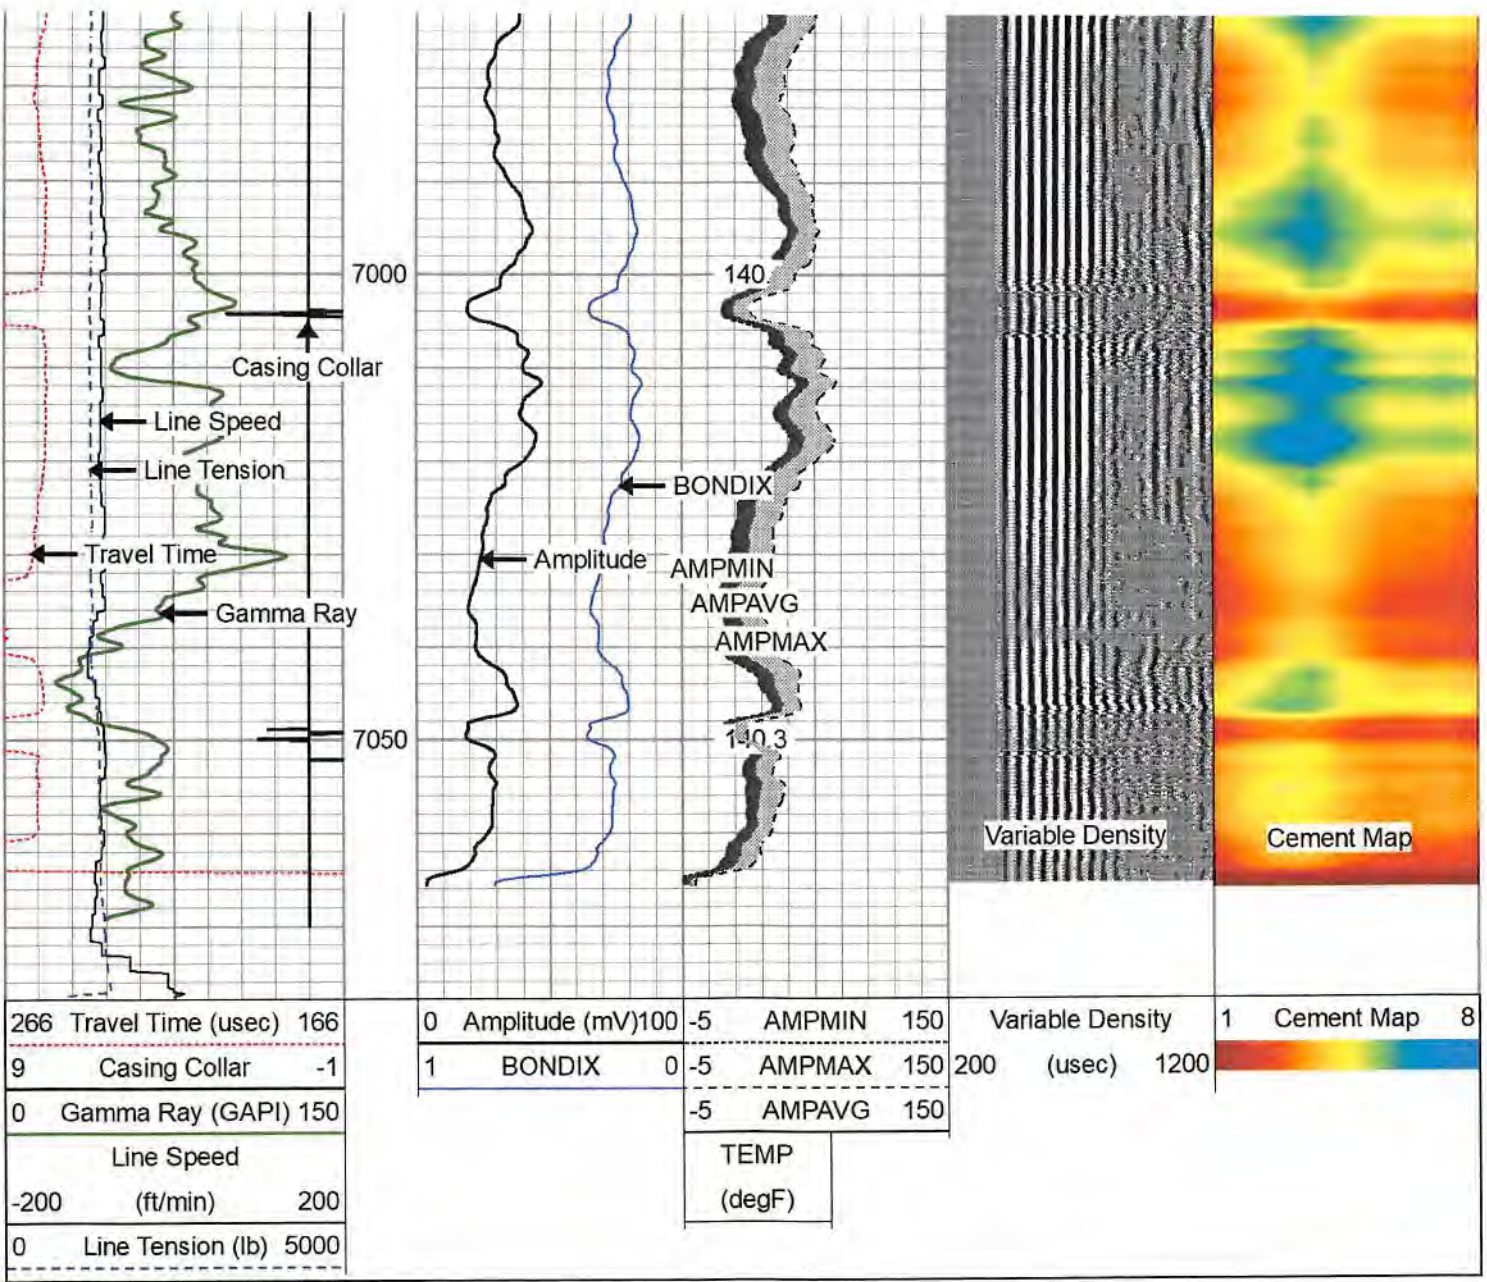 7000
140
Casing Collar
Line Speed
Line Tension
BONDIX
Travel Time
Amplitude
AMPMIN
AMPAVG
Gamma Ray
AMPMAX
7050
140.3
Variable Density
Cement Map
266 Travel Time (usec) 166
9 Casing Collar -1
0 Gamma Ray (GAPI) 150
Line Speed
-200 (ft/min) 200
0 Line Tension (lb) 5000
0 Amplitude (mV) 100
1 BONDIX 0
-5 AMPMIN 150
-5 AMPMAX 150
-5 AMPAVG 150
TEMP
(degF)
Variable Density
200 (usec) 1200
1 Cement Map 8